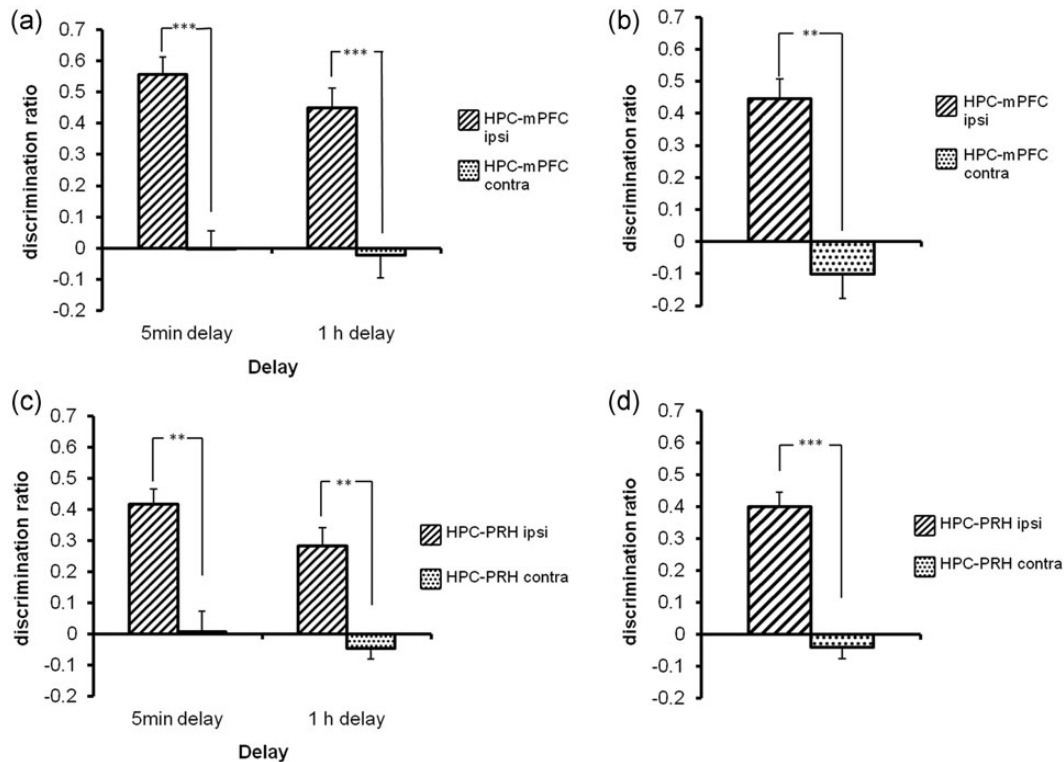 (a)
discrimination ratio
0.7
0.6
0.5
0.4
0.3
0.2
0.1
0
-0.1
-0.2
***
***
5min delay
1 h delay
Delay
HPC-mPFC
ipsi
HPC-mPFC
contra
(b)
discrimination ratio
0.7
0.6
0.5
0.4
0.3
0.2
0.1
0
-0.1
-0.2
**
HPC-mPFC
ipsi
HPC-mPFC
contra
(c)
discrimination ratio
0.7
0.6
0.5
0.4
0.3
0.2
0.1
0
-0.1
-0.2
**
**
5min delay
1 h delay
Delay
HPC-PRH ipsi
HPC-PRH contra
(d)
discrimination ratio
0.7
0.6
0.5
0.4
0.3
0.2
0.1
0
-0.1
-0.2
***
HPC-PRH ipsi
HPC-PRH contra